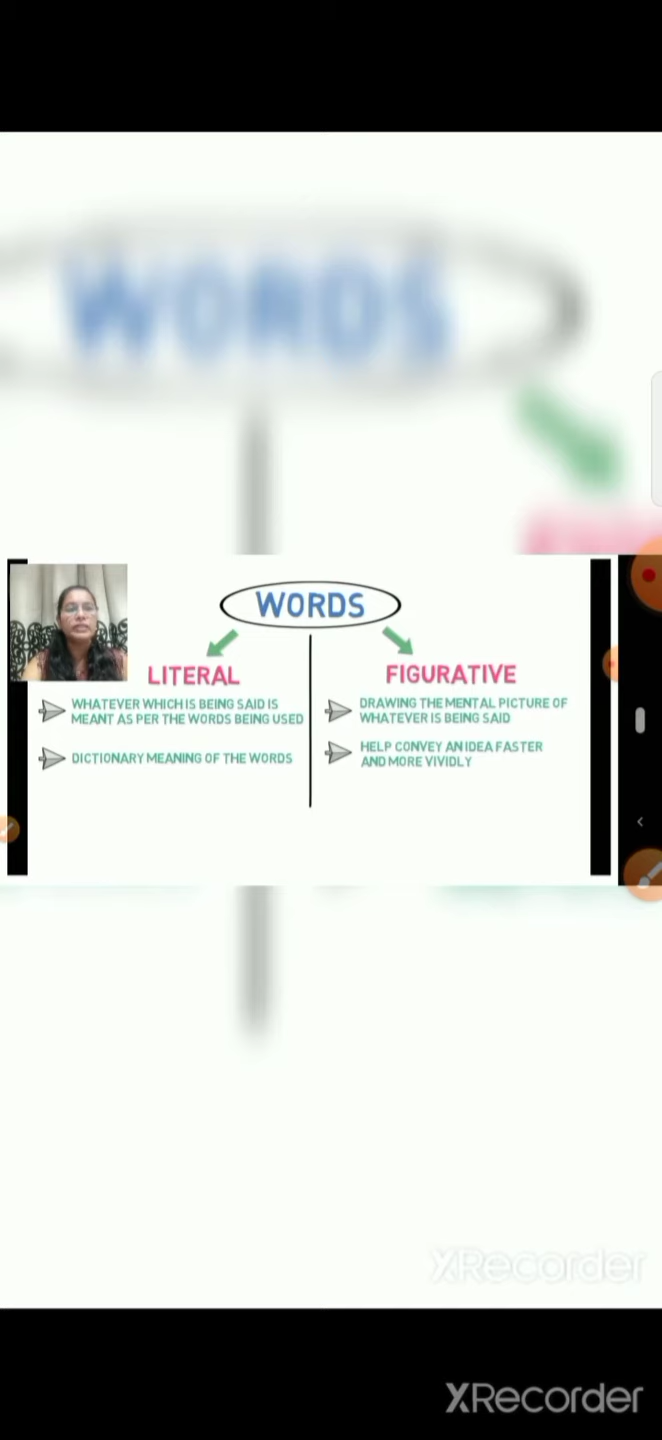 WORDS
WORDS
LITERAL
WHATEVER WHICH IS BEING SAID IS
MEANT AS PER THE WORDS BEING USED
DICTIONARY MEANING OF THE WORDS
FIGURATIVE
DRAWING THE MENTAL PICTURE OF
WHATEVER IS BEING SAID
HELP CONVEY AN IDEA FASTER
AND MORE VIVIDLY
XRecorder
XRecorder